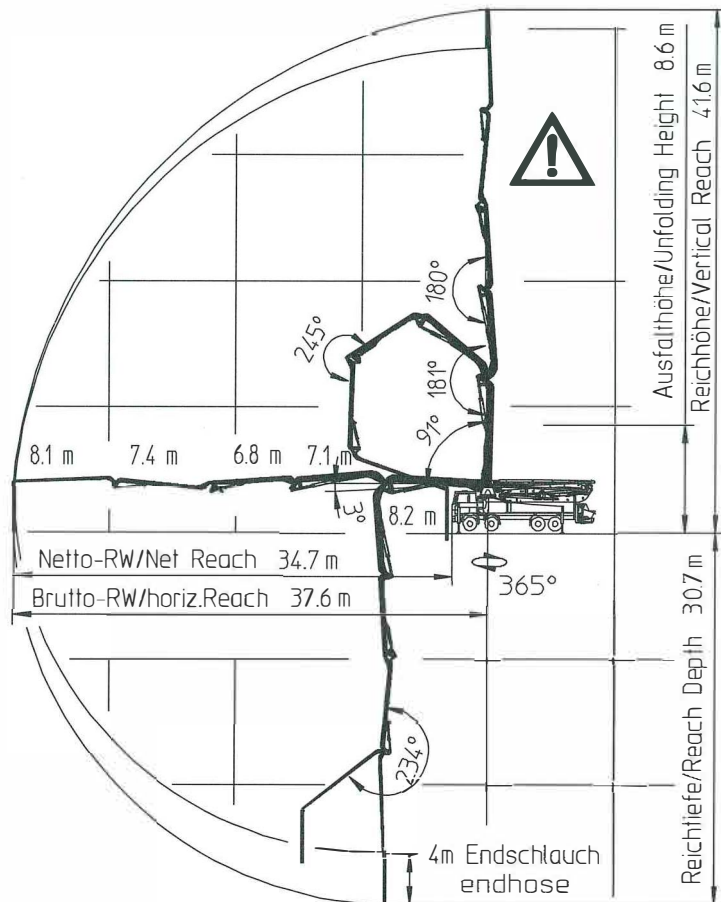 Ausfalthöhe/Unfolding Height 8.6 m
Reichhöhe/Vertical Reach 41.6 m
180°
245°
181°
91°
8.1 m 7.4 m 6.8 m 7.1 m
3°
8.2 m
Netto-RW/Net Reach 34.7 m
365°
Brutto-RW/horiz.Reach 37.6 m
Reichtiefe/Reach Depth 30.7 m
234°
4m Endschlauch
endhose